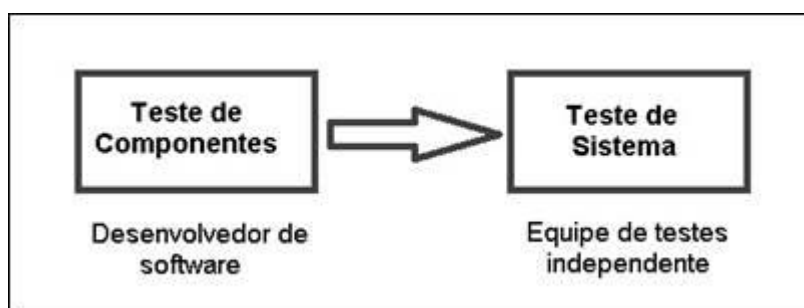 Teste de
Componentes
Desenvolvedor de
software
Teste de
Sistema
Equipe de testes
independente